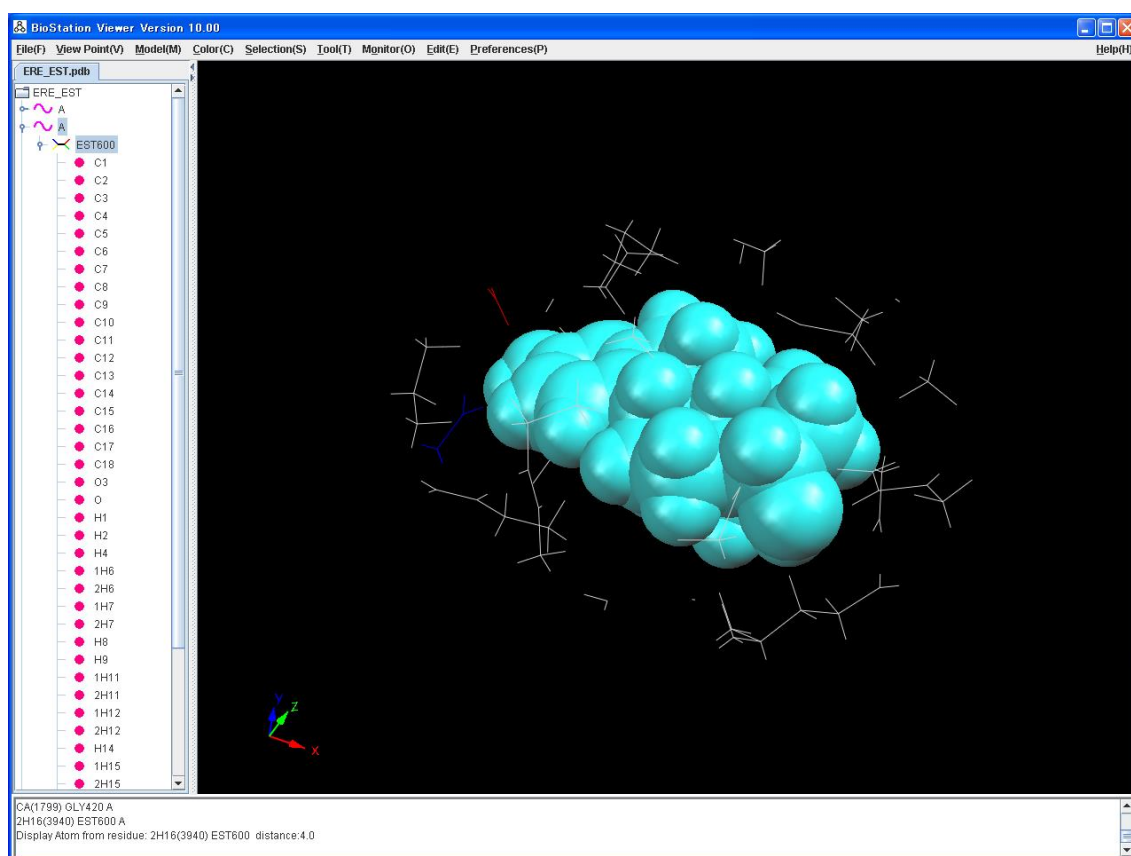 BioStation Viewer Version 10.00
File(F) View Point(V) Model(M) Color(C) Selection(S) Tool(T) Monitor(O) Edit(E) Preferences(P) Help(H)
ERE_EST.pdb
ERE_EST
A
A
EST600
C1
C2
C3
C4
C5
C6
C7
C8
C9
C10
C11
C12
C13
C14
C15
C16
C17
C18
O3
O
H1
H2
H4
1H6
2H6
1H7
2H7
H8
H9
1H11
2H11
1H12
2H12
H14
1H15
2H15
Y
Z
X
CA(1799) GLY420 A
2H16(3940) EST600 A
Display Atom from residue: 2H16(3940) EST600 distance:4.0